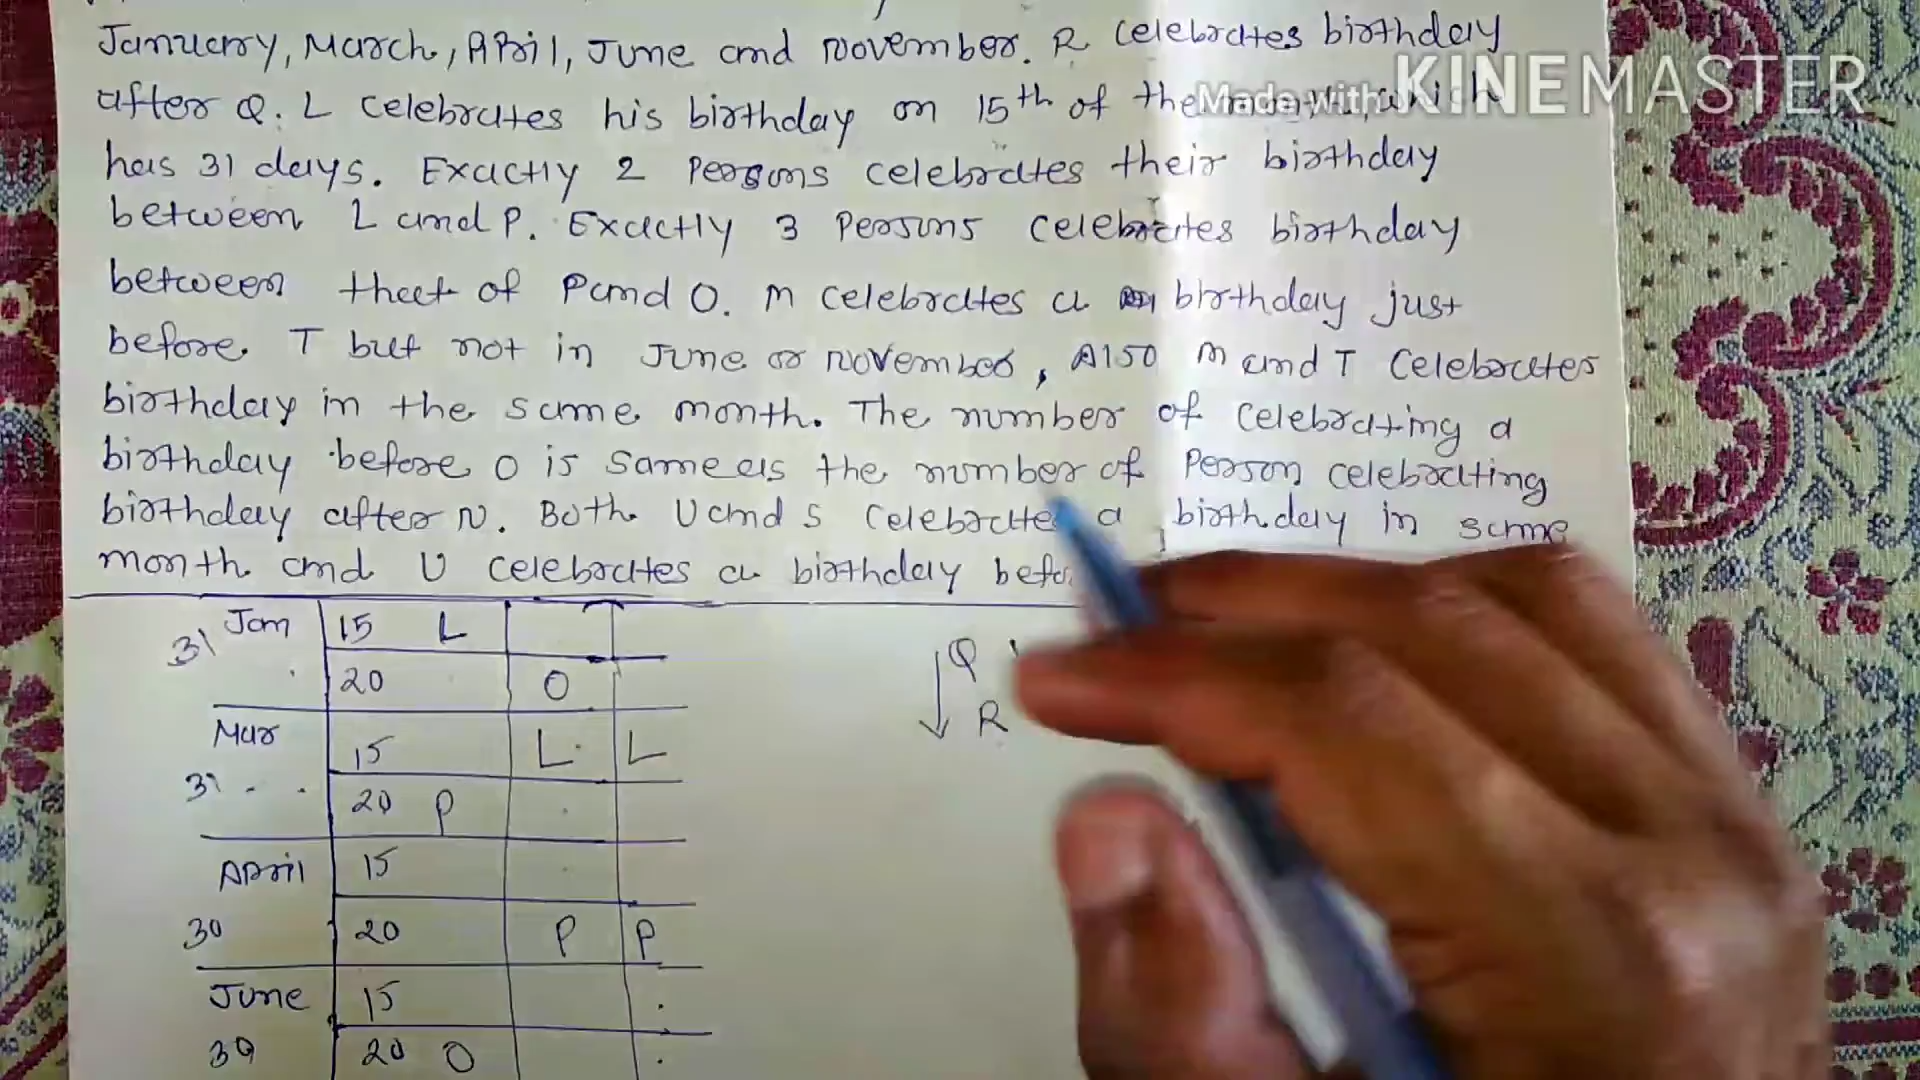 January, March, April, June and November. R celebrates birthday
after Q. L celebrates his birthday on 15th of the which
Made with KINEMASTER
has 31 days. Exactly 2 Persons celebrates their birthday
between L and P. Exactly 3 Persons celebrates birthday
between that of P and O. M celebrates a birthday just
before T but not in June or November, Also M and T celebrates
birthday in the same month. The number of celebrating a
birthday before O is same as the number of Person celebrating
birthday after N. Both U and S celebrates a birthday in same
month and U celebrates a birthday
Jan 15 L
31 20 O
Mar 15 L L
31 20 P
April 15
30 20 P P
June 15
30 20 O
Q
R